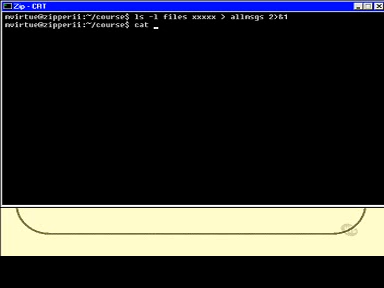 Zip - CAT
mvirtue@zipperii:~/course$ ls -l files xxxxx > allmsgs 2>&1
mvirtue@zipperii:~/course$ cat _